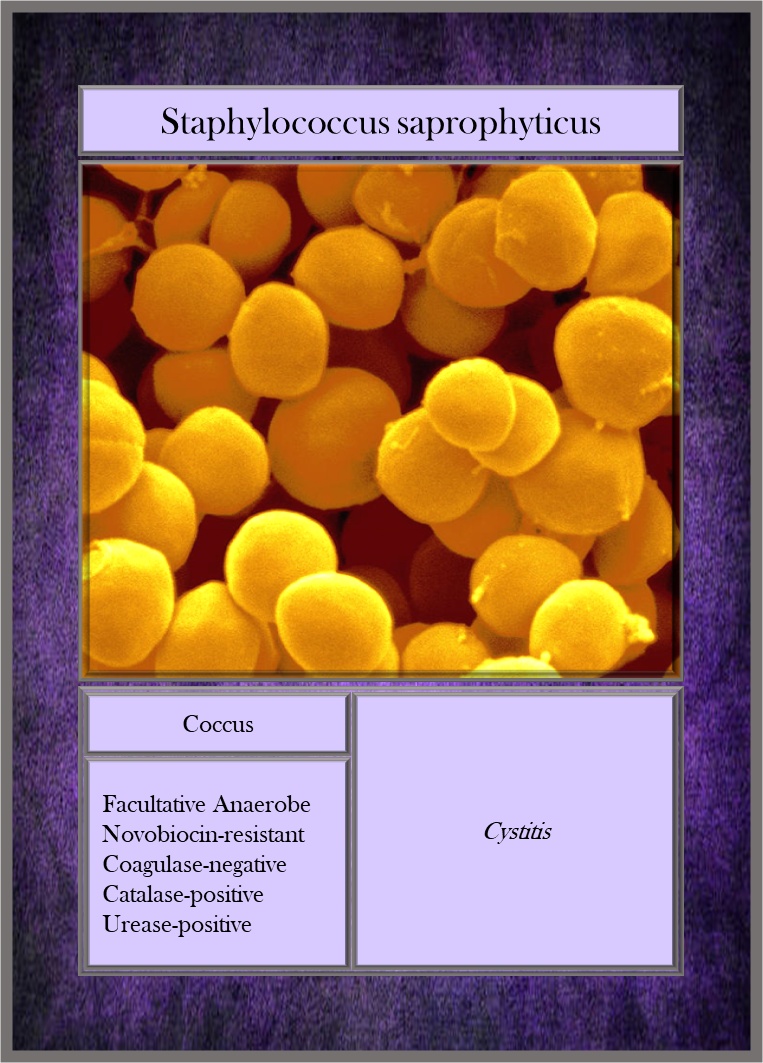 Staphylococcus saprophyticus
Coccus
Facultative Anaerobe
Novobiocin-resistant
Coagulase-negative
Catalase-positive
Urease-positive
Cystitis